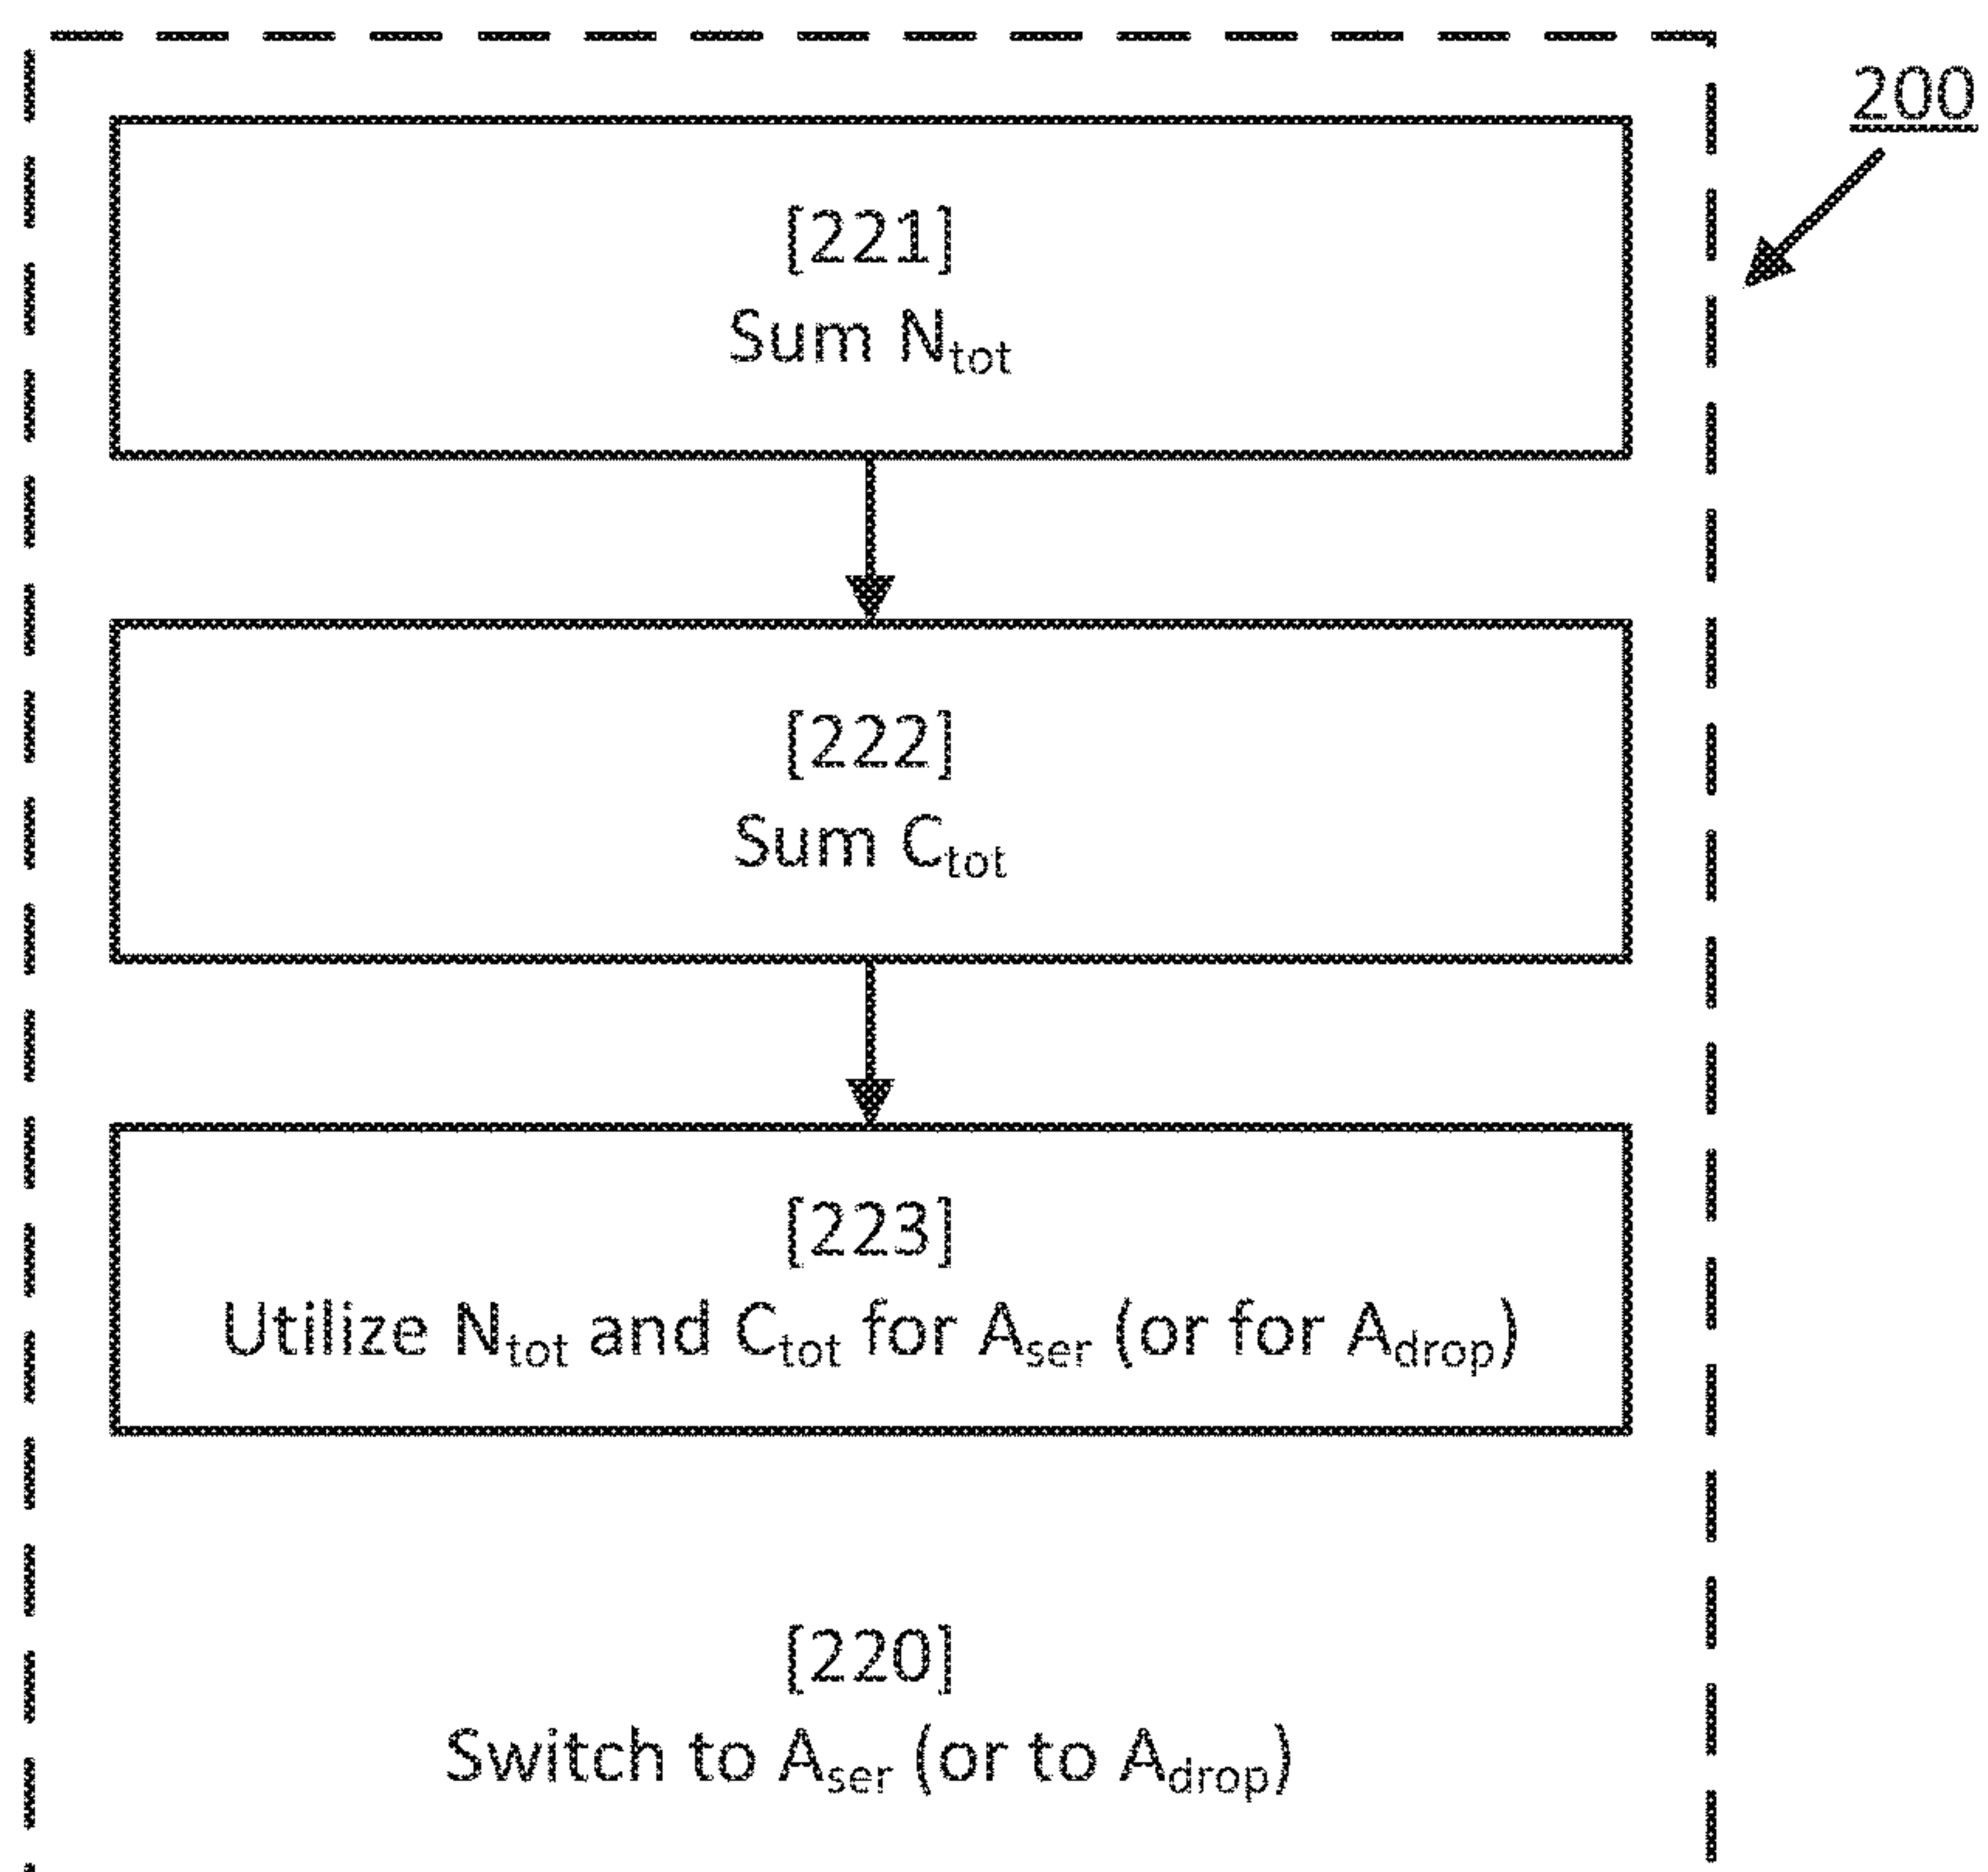 200
[221]
Sum Ntot
[222]
Sum Ctot
[223]
Utilize Ntot and Ctot for Aser (or for Adrop)
[220]
Switch to Aser (or to Adrop)